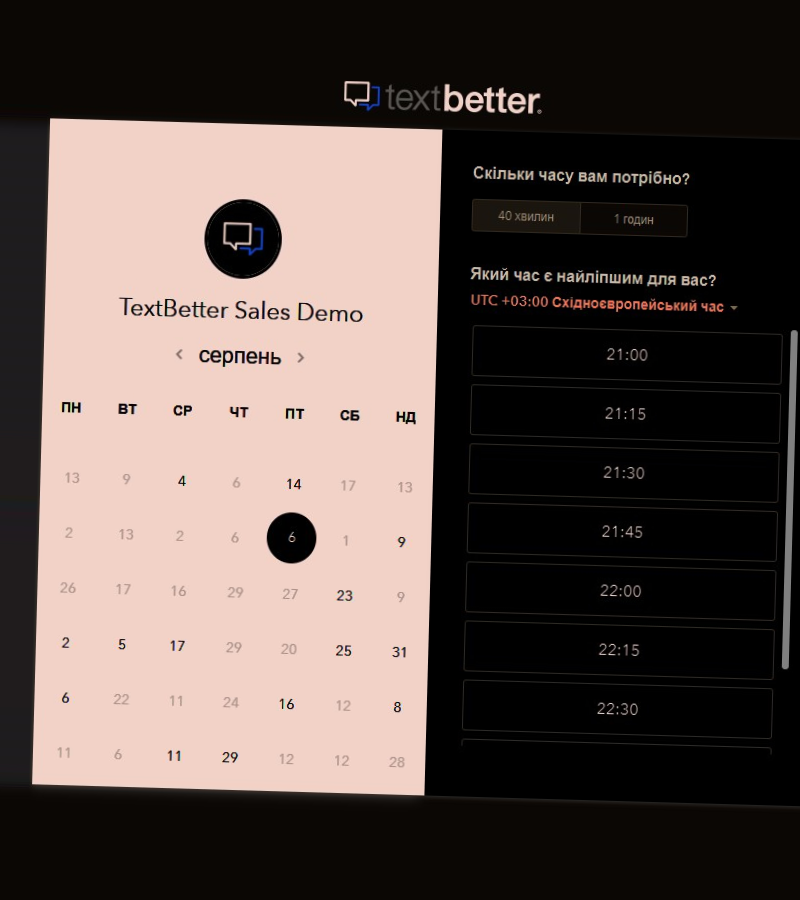 textbetter.
TextBetter Sales Demo
серпень
ПН ВТ СР ЧТ ПТ СБ НД
13 9 4 6 14 17 13
2 13 2 6 6 1 9
26 17 16 29 27 23 9
2 5 17 29 20 25 31
6 22 11 24 16 12 8
11 6 11 29 12 12 28
Скільки часу вам потрібно?
40 хвилин 1 годин
Який час є найліпшим для вас?
UTC +03:00 Східноєвропейський час
21:00
21:15
21:30
21:45
22:00
22:15
22:30